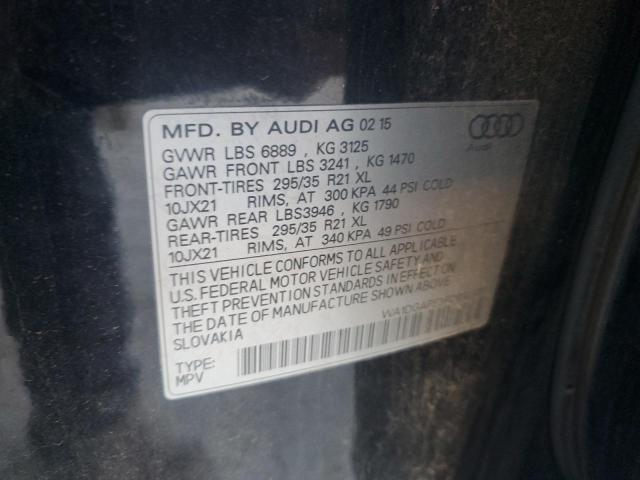 MFD. BY AUDI AG 02 15
GVWR LBS 6889 , KG 3125
GAWR FRONT LBS 3241 , KG 1470
FRONT-TIRES 295/35 R21 XL
10JX21 RIMS, AT 300 KPA 44 PSI COLD
GAWR REAR LBS3946 , KG 1790
REAR-TIRES 295/35 R21 XL
10JX21 RIMS, AT 340 KPA 49 PSI COLD
THIS VEHICLE CONFORMS TO ALL APPLICABLE
U.S. FEDERAL MOTOR VEHICLE SAFETY AND
THEFT PREVENTION STANDARDS IN EFFECT ON
THE DATE OF MANUFACTURE SHOWN ABOVE
SLOVAKIA
TYPE:
MPV
Audi